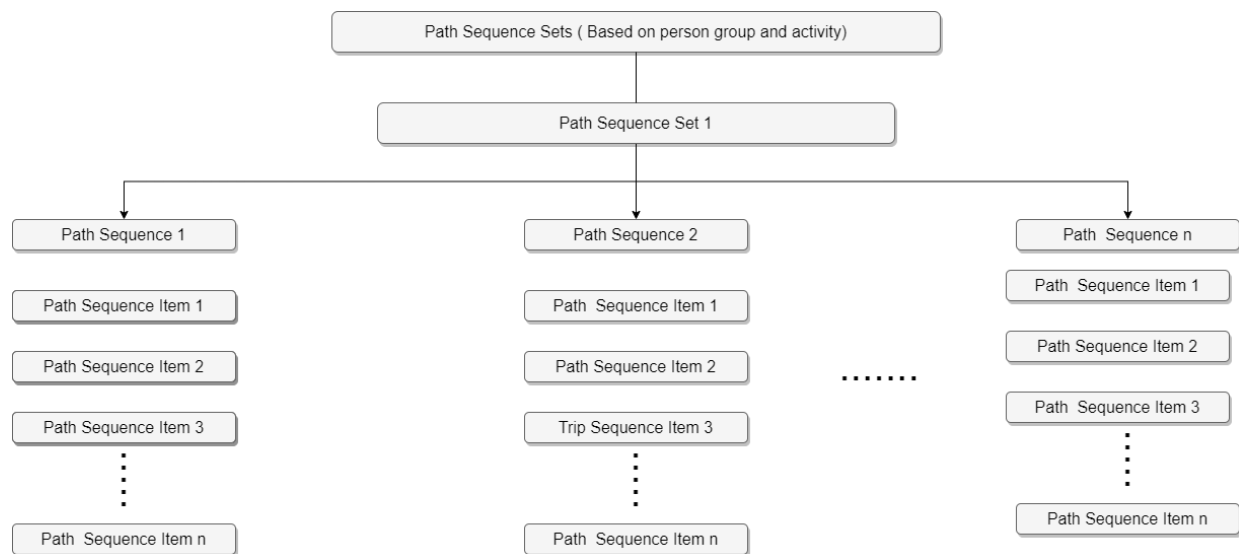 Path Sequence Sets ( Based on person group and activity)
Path Sequence Set 1
Path Sequence 1
Path Sequence 2
Path  Sequence n
Path Sequence Item 1
Path  Sequence Item 1
Path  Sequence Item 1
Path Sequence Item 2
Path Sequence Item 2
Path Sequence Item 2
Path Sequence Item 3
Trip Sequence Item 3
Path  Sequence Item 3
Path  Sequence Item n
Path  Sequence Item n
Path Sequence Item n